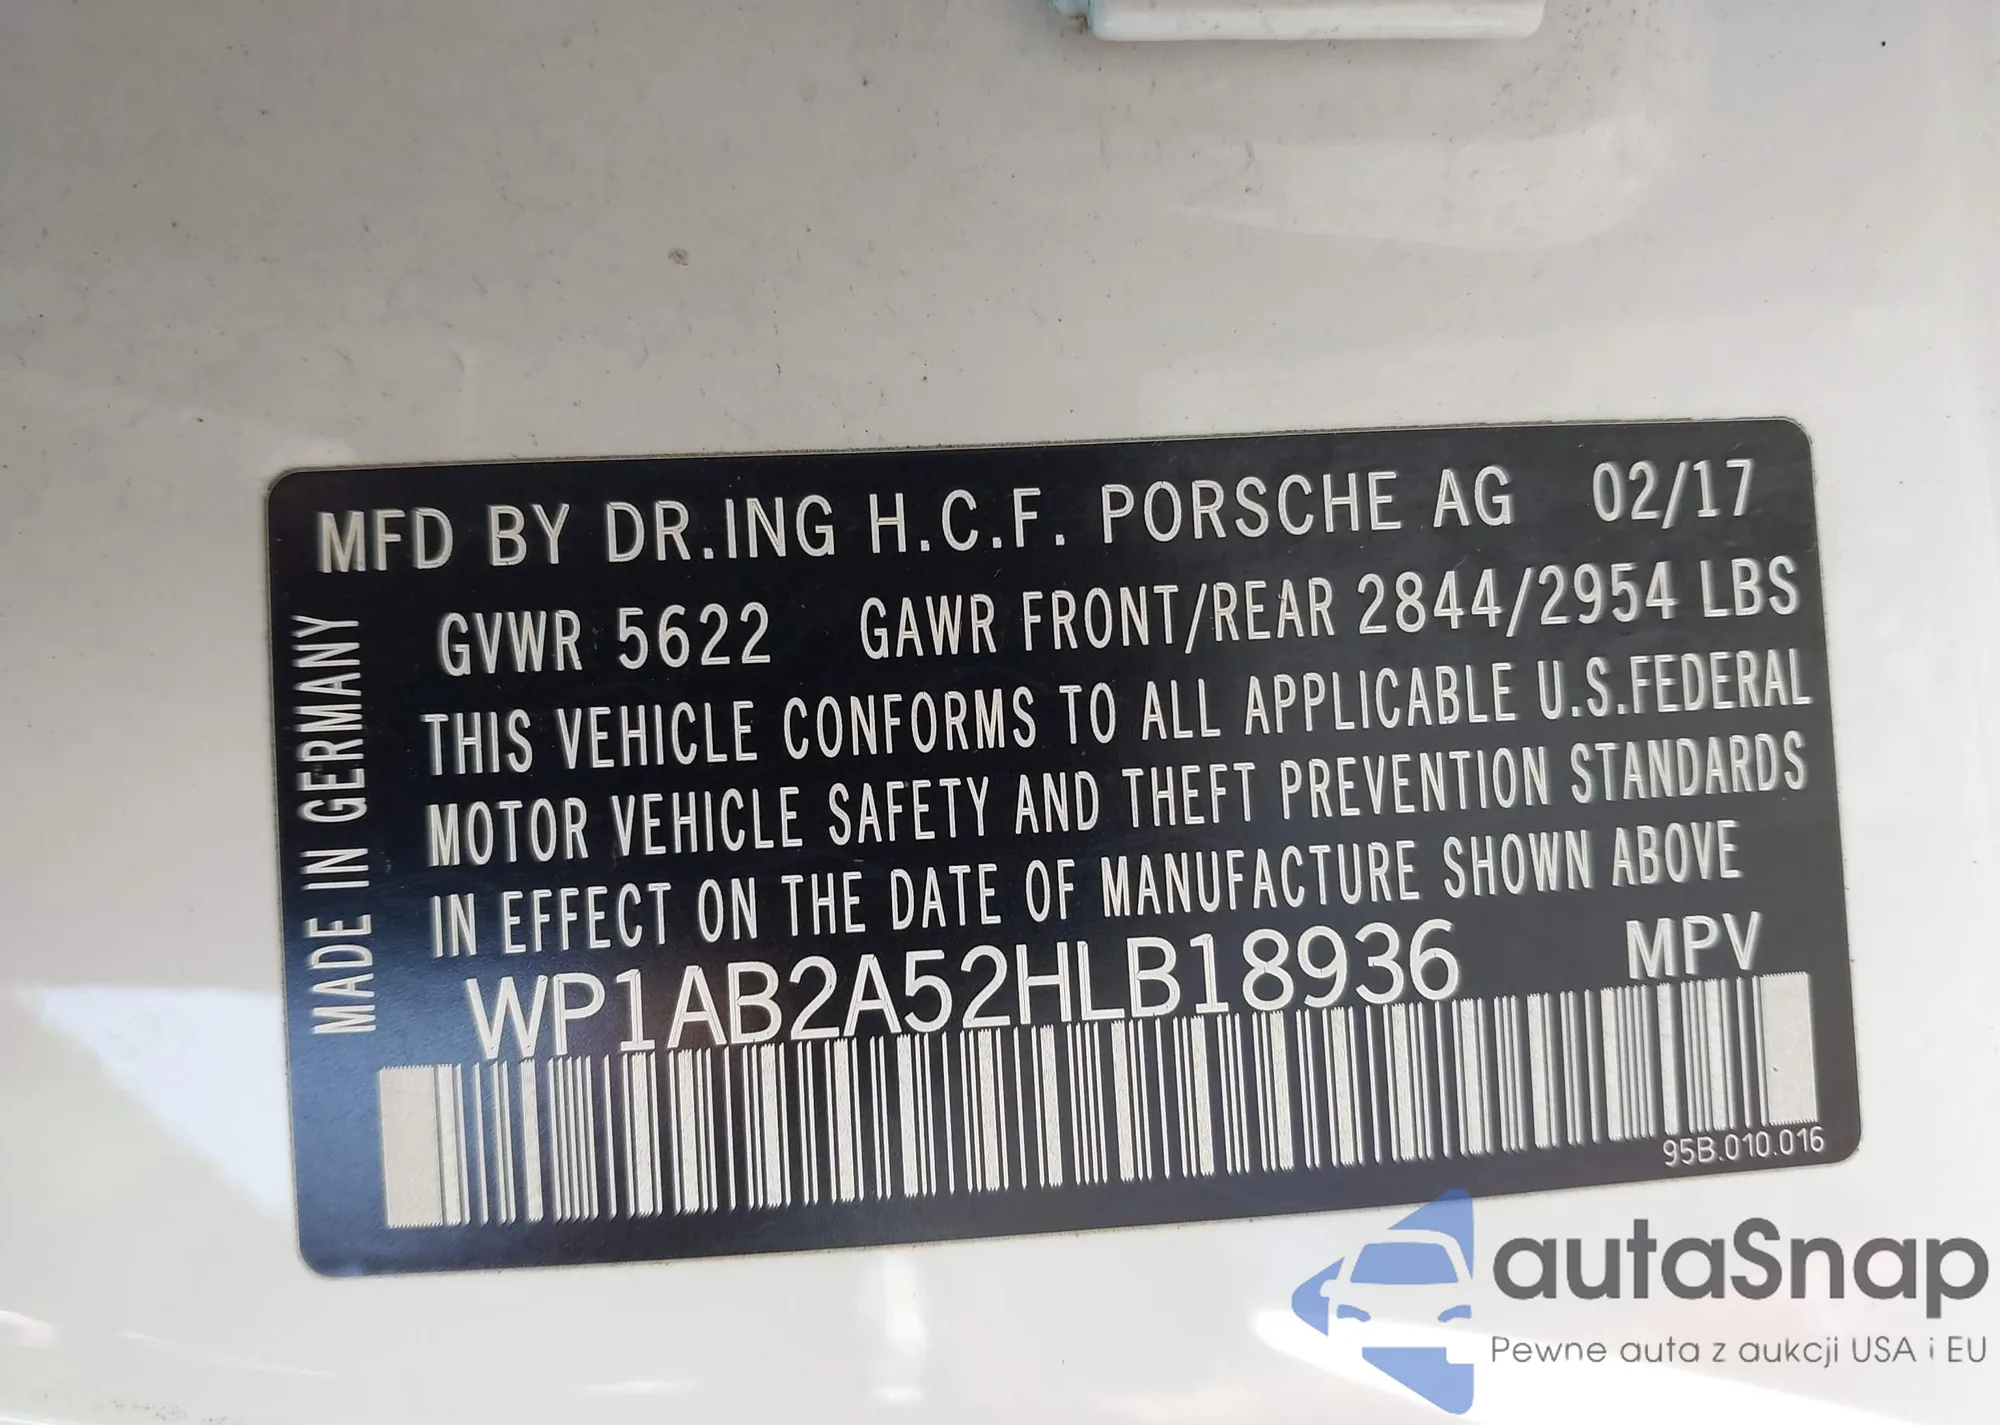 MFD BY DR.ING H.C.F. PORSCHE AG 02/17
GVWR 5622 GAWR FRONT/REAR 2844/2954 LBS
THIS VEHICLE CONFORMS TO ALL APPLICABLE U.S.FEDERAL
MOTOR VEHICLE SAFETY AND THEFT PREVENTION STANDARDS
IN EFFECT ON THE DATE OF MANUFACTURE SHOWN ABOVE
WP1AB2A52HLB18936 MPV
MADE IN GERMANY
95B.010.016
autaSnap
Pewne auta z aukcji USA i EU